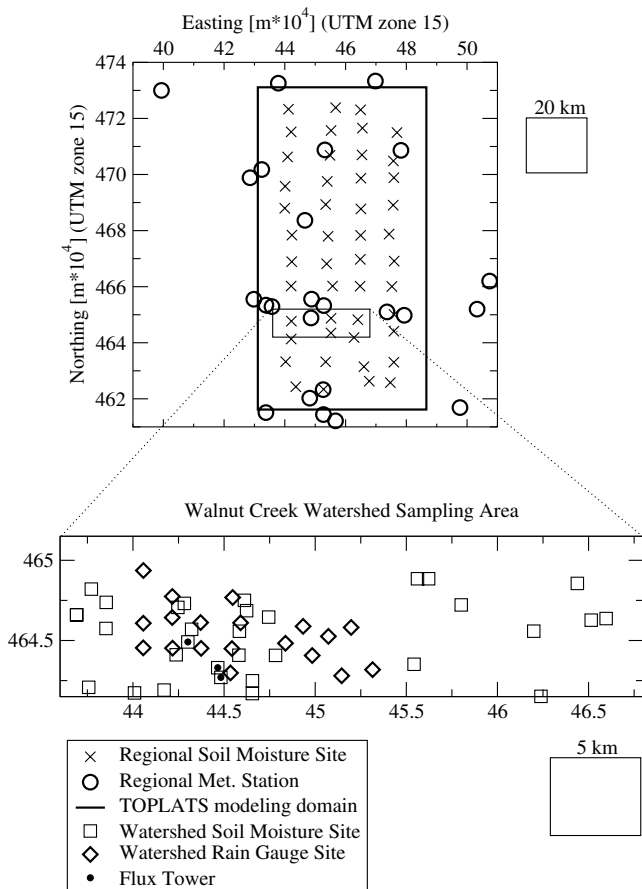 Easting [m*10^4] (UTM zone 15)
40 42 44 46 48 50
474
472
470
468
466
464
462
Northing [m*10^4] (UTM zone 15)
20 km
Walnut Creek Watershed Sampling Area
465
464.5
44 44.5 45 45.5 46 46.5
Regional Soil Moisture Site
Regional Met. Station
TOPLATS modeling domain
Watershed Soil Moisture Site
Watershed Rain Gauge Site
Flux Tower
5 km